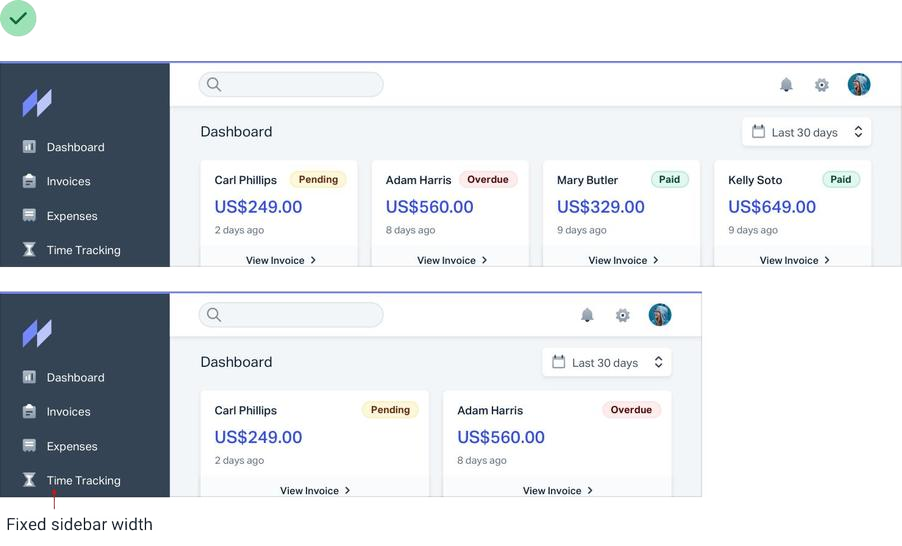 Dashboard
Invoices
Expenses
Time Tracking
Dashboard
Last 30 days
Carl Phillips
Pending
US$249.00
2 days ago
View Invoice
Adam Harris
Overdue
US$560.00
8 days ago
View Invoice
Mary Butler
Paid
US$329.00
9 days ago
View Invoice
Kelly Soto
Paid
US$649.00
9 days ago
View Invoice
Dashboard
Invoices
Expenses
Time Tracking
Dashboard
Last 30 days
Carl Phillips
Pending
US$249.00
2 days ago
View Invoice
Adam Harris
Overdue
US$560.00
8 days ago
View Invoice
Fixed sidebar width